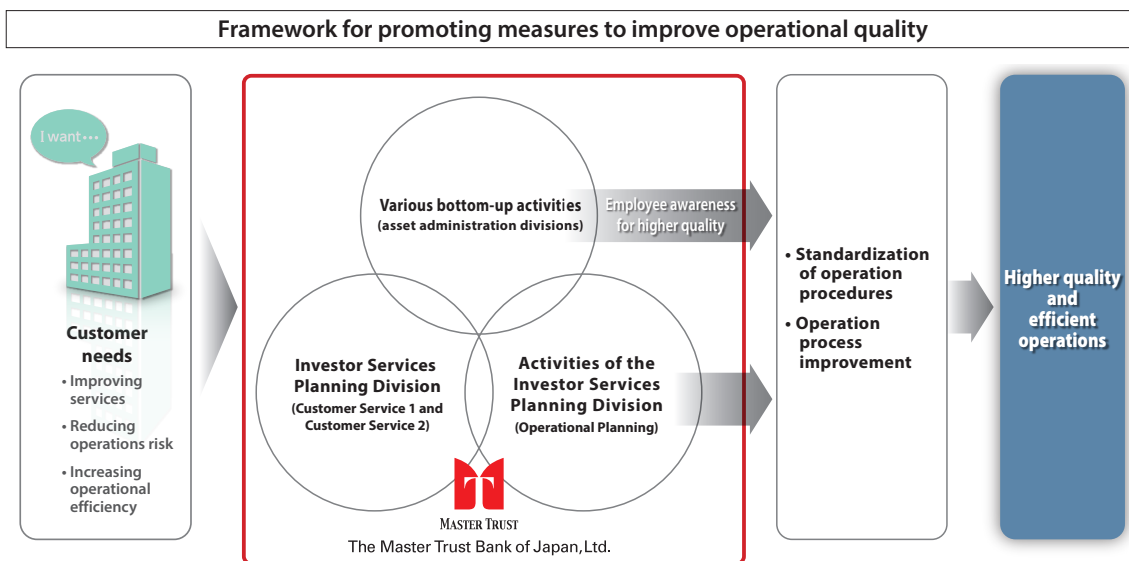 Framework for promoting measures to improve operational quality
I want···
Customer
needs
• Improving
services
• Reducing
operations risk
• Increasing
operational
efficiency
Various bottom-up activities
(asset administration divisions)
Employee awareness
for higher quality
Investor Services
Planning Division
(Customer Service 1 and
Customer Service 2)
Activities of the
Investor Services
Planning Division
(Operational Planning)
MASTER TRUST
The Master Trust Bank of Japan, Ltd.
• Standardization
of operation
procedures
• Operation
process
improvement
Higher quality
and
efficient
operations